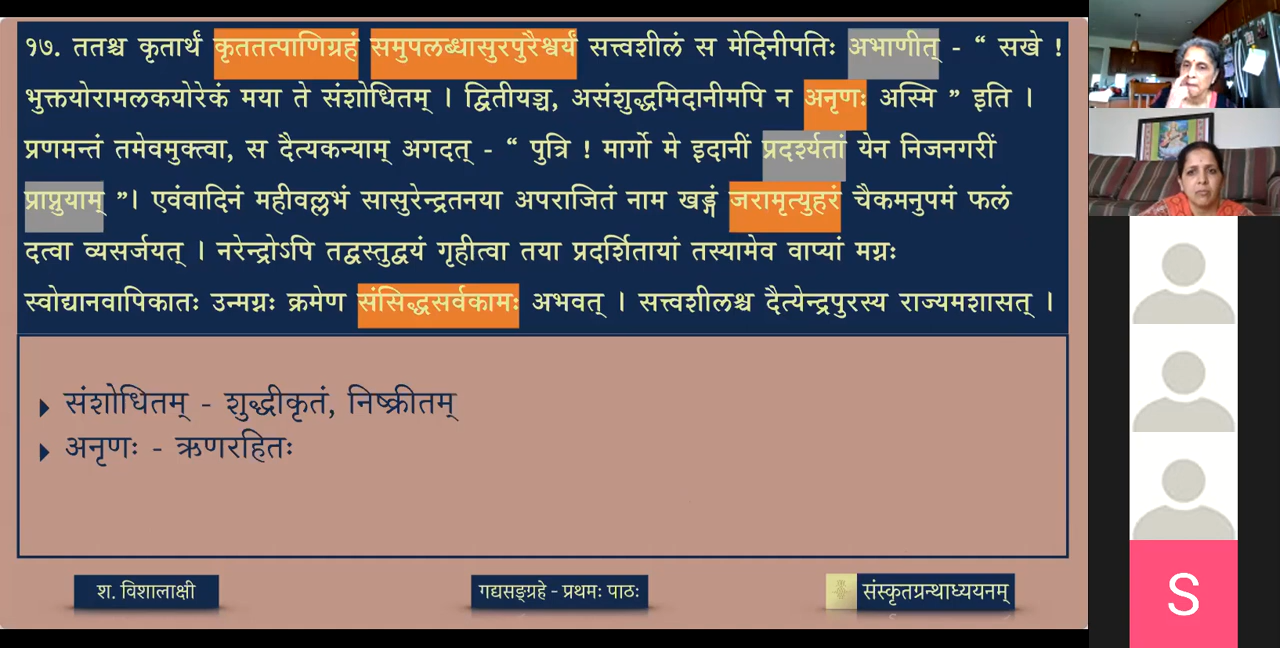 १७. ततश्च कृतार्थं कृततत्पाणिग्रहं समुपलब्धासुरपुरैश्वर्यं सत्त्वशीलं स मेदिनीपतिः अभाणीत् - “ सखे !
भुक्तयोरामलकयोरेकं मया ते संशोधितम् । द्वितीयञ्च, असंशुद्धमिदानीमपि न अनृणः अस्मि ” इति ।
प्रणमन्तं तमेवमुक्त्वा, स दैत्यकन्याम् अगदत् - “ पुत्रि ! मार्गो मे इदानीं प्रदर्श्यतां येन निजनगरीं
प्राप्नुयाम् ”। एवंवादिनं महीवल्लभं सासुरेन्द्रतनया अपराजितं नाम खड्गं जरामृत्युहरं चैकमनुपमं फलं
दत्वा व्यसर्जयत् । नरेन्द्रोऽपि तद्वस्तुद्वयं गृहीत्वा तया प्रदर्शितायां तस्यामेव वाप्यां मग्नः
स्वोद्यानवापिकातः उन्मग्नः क्रमेण संसिद्धसर्वकामः अभवत् । सत्त्वशीलश्च दैत्येन्द्रपुरस्य राज्यमशासत् ।
संशोधितम् - शुद्धीकृतं, निष्क्रीतम्
अनृणः - ऋणरहितः
श. विशालाक्षी
गद्यसङ्ग्रहे - प्रथमः पाठः
संस्कृतग्रन्थाध्ययनम्
S